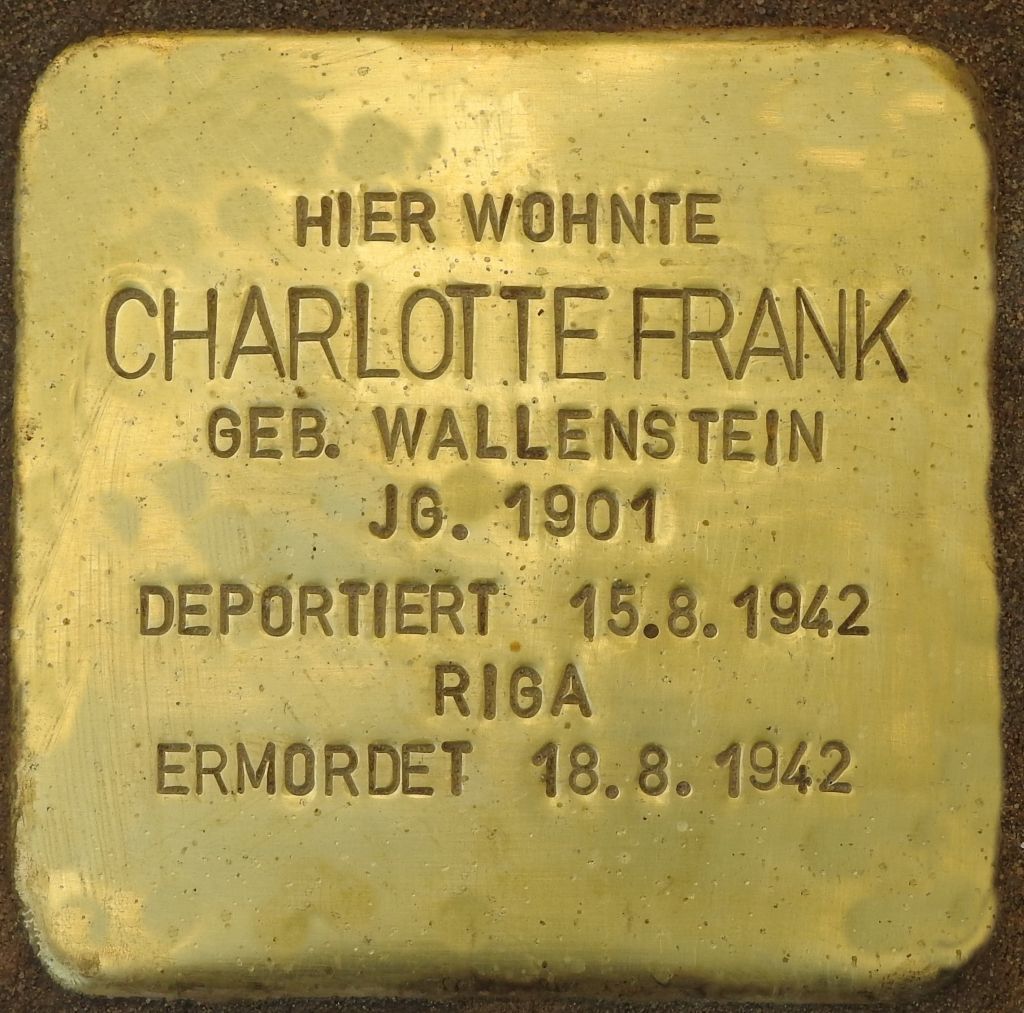 HIER WOHNTE
CHARLOTTE FRANK
GEB. WALLENSTEIN
JG. 1901
DEPORTIERT 15.8.1942
RIGA
ERMORDET 18.8.1942